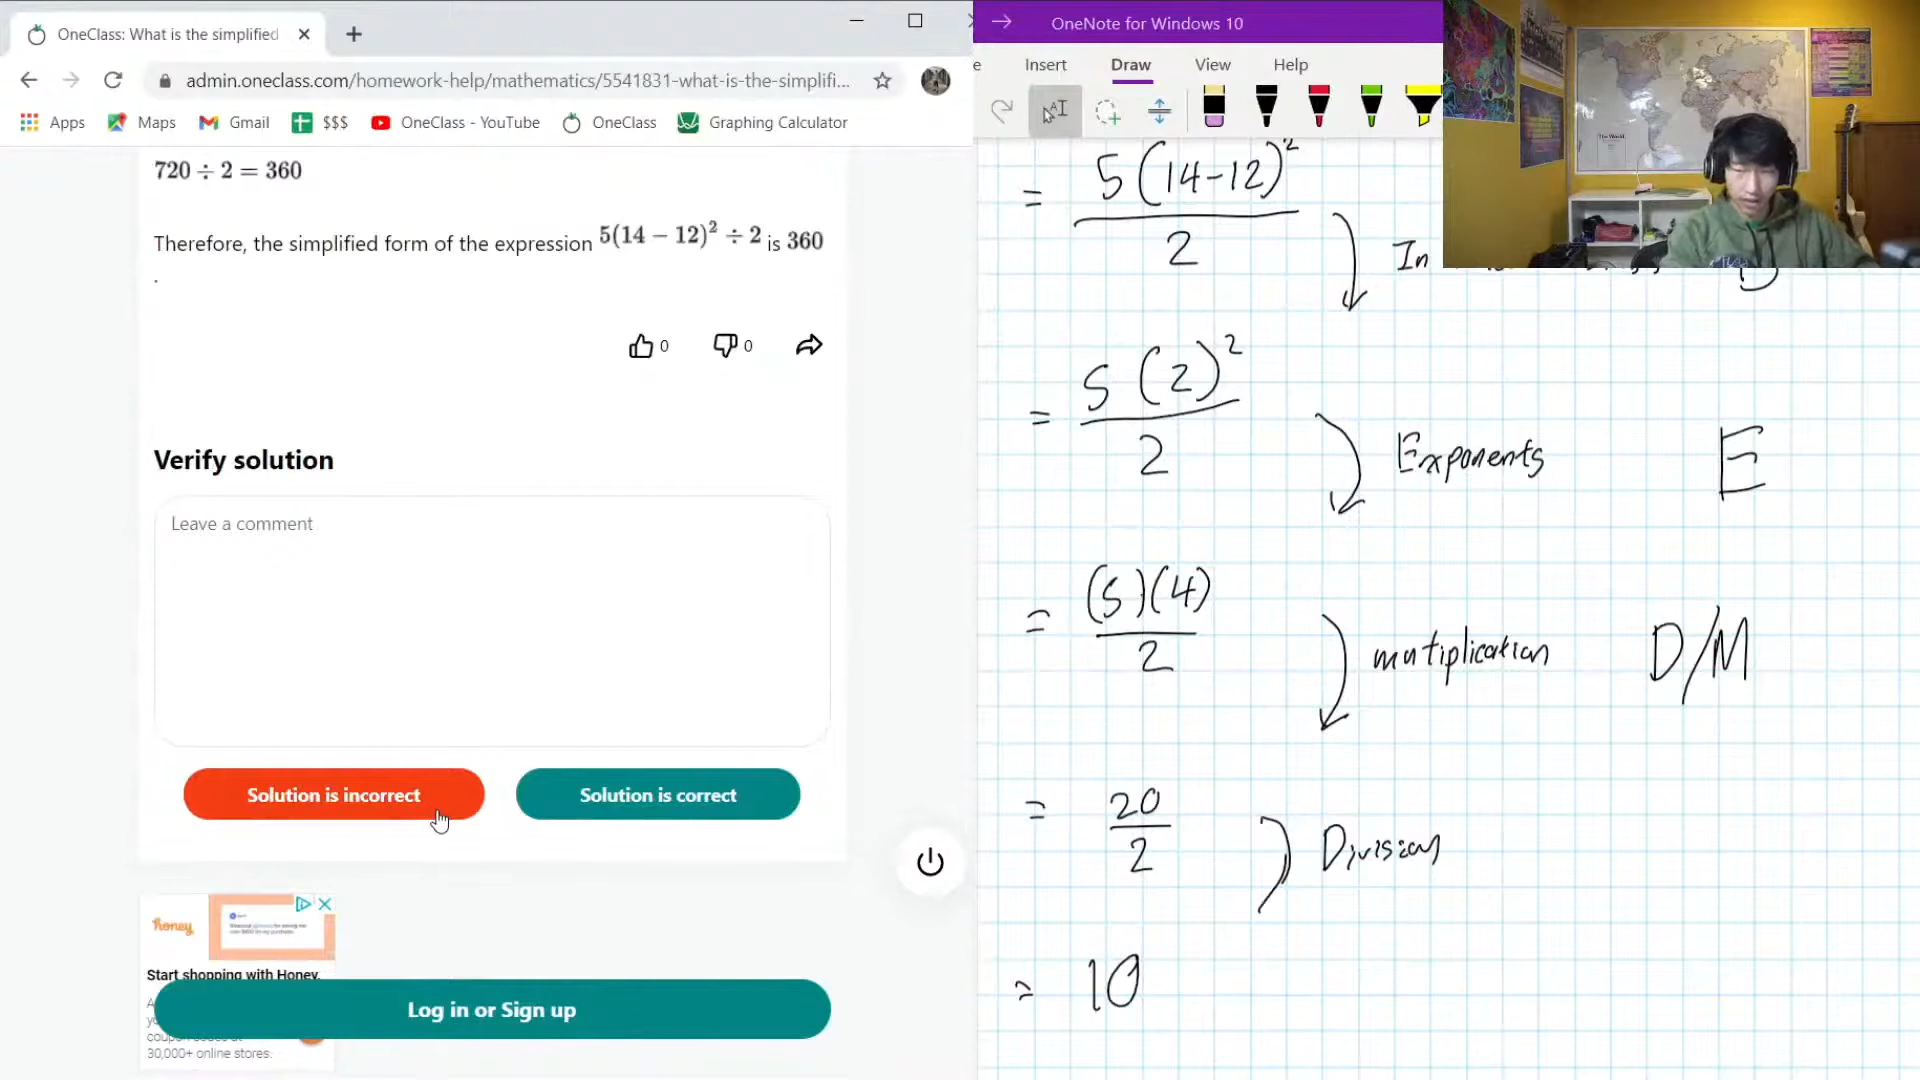 OneClass: What is the simplified
admin.oneclass.com/homework-help/mathematics/5541831-what-is-the-simplifi...
Apps Maps Gmail $$$ OneClass - YouTube OneClass Graphing Calculator
720 ÷ 2 = 360
Therefore, the simplified form of the expression 5(14 − 12)² ÷ 2 is 360
.
0 0
Verify solution
Leave a comment
Solution is incorrect Solution is correct
honey
Start shopping with Honey.
Log in or Sign up
30,000+ online stores.
OneNote for Windows 10
Insert Draw View Help
= 5(14-12)²
2
In
= 5 (2)²
2
Exponents E
= (5)(4)
2
mutiplication D/M
= 20
2
Division
= 10